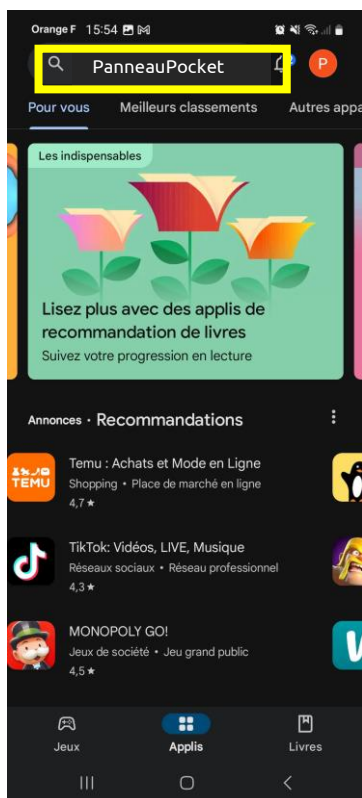 Orange F 15:54
PanneauPocket
P
Pour vous Meilleurs classements Autres appa
Les indispensables
Lisez plus avec des applis de
recommandation de livres
Suivez votre progression en lecture
Annonces · Recommandations
TEMU
Temu : Achats et Mode en Ligne
Shopping • Place de marché en ligne
4,7 ★
TikTok: Vidéos, LIVE, Musique
Réseaux sociaux • Réseau professionnel
4,3 ★
MONOPOLY GO!
Jeux de société • Jeu grand public
4,5 ★
Jeux Applis Livres